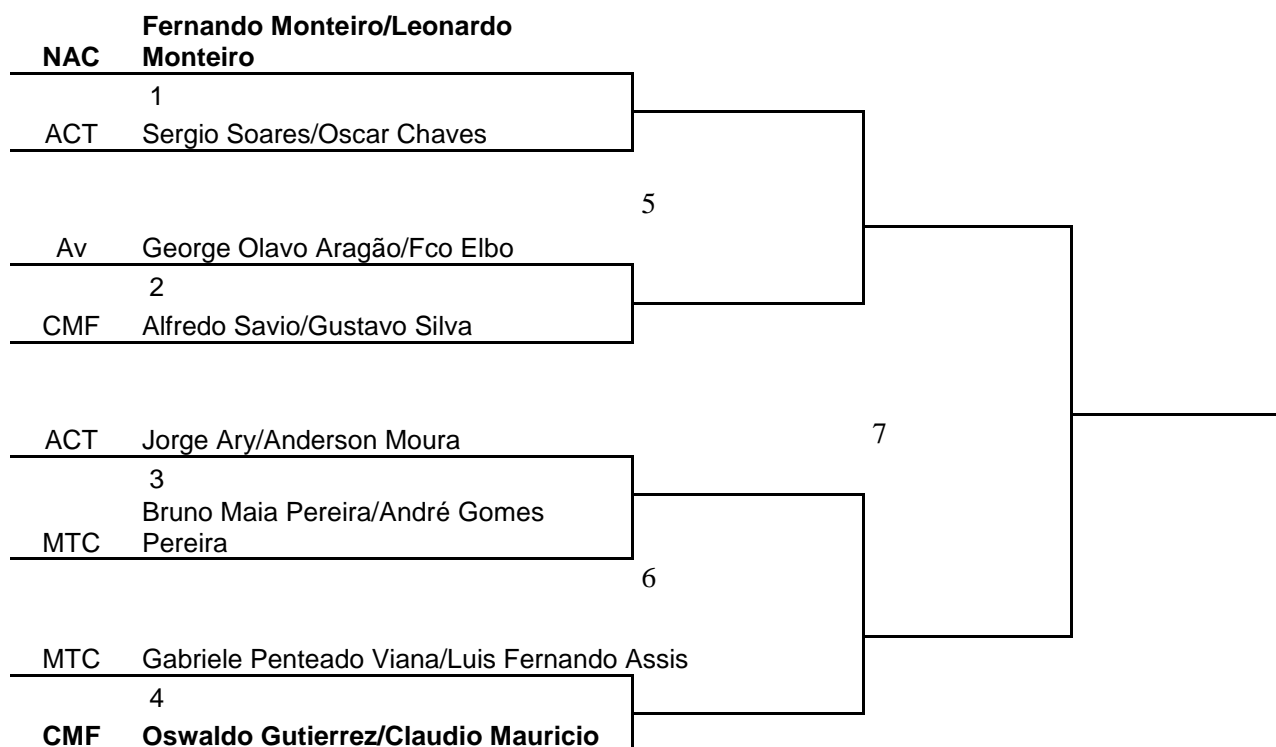 Fernando Monteiro/Leonardo
NAC Monteiro
1
ACT Sergio Soares/Oscar Chaves
5
Av George Olavo Aragão/Fco Elbo
2
CMF Alfredo Savio/Gustavo Silva
ACT Jorge Ary/Anderson Moura
7
3
Bruno Maia Pereira/André Gomes
MTC Pereira
6
MTC Gabriele Penteado Viana/Luis Fernando Assis
4
CMF Oswaldo Gutierrez/Claudio Mauricio